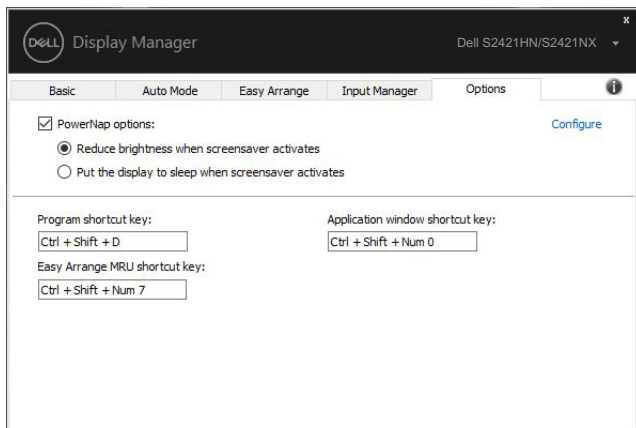 x
DELL Display Manager Dell S2421HN/S2421NX
Basic Auto Mode Easy Arrange Input Manager Options i
PowerNap options: Configure
Reduce brightness when screensaver activates
Put the display to sleep when screensaver activates
Program shortcut key: Application window shortcut key:
Ctrl + Shift + D Ctrl + Shift + Num 0
Easy Arrange MRU shortcut key:
Ctrl + Shift + Num 7